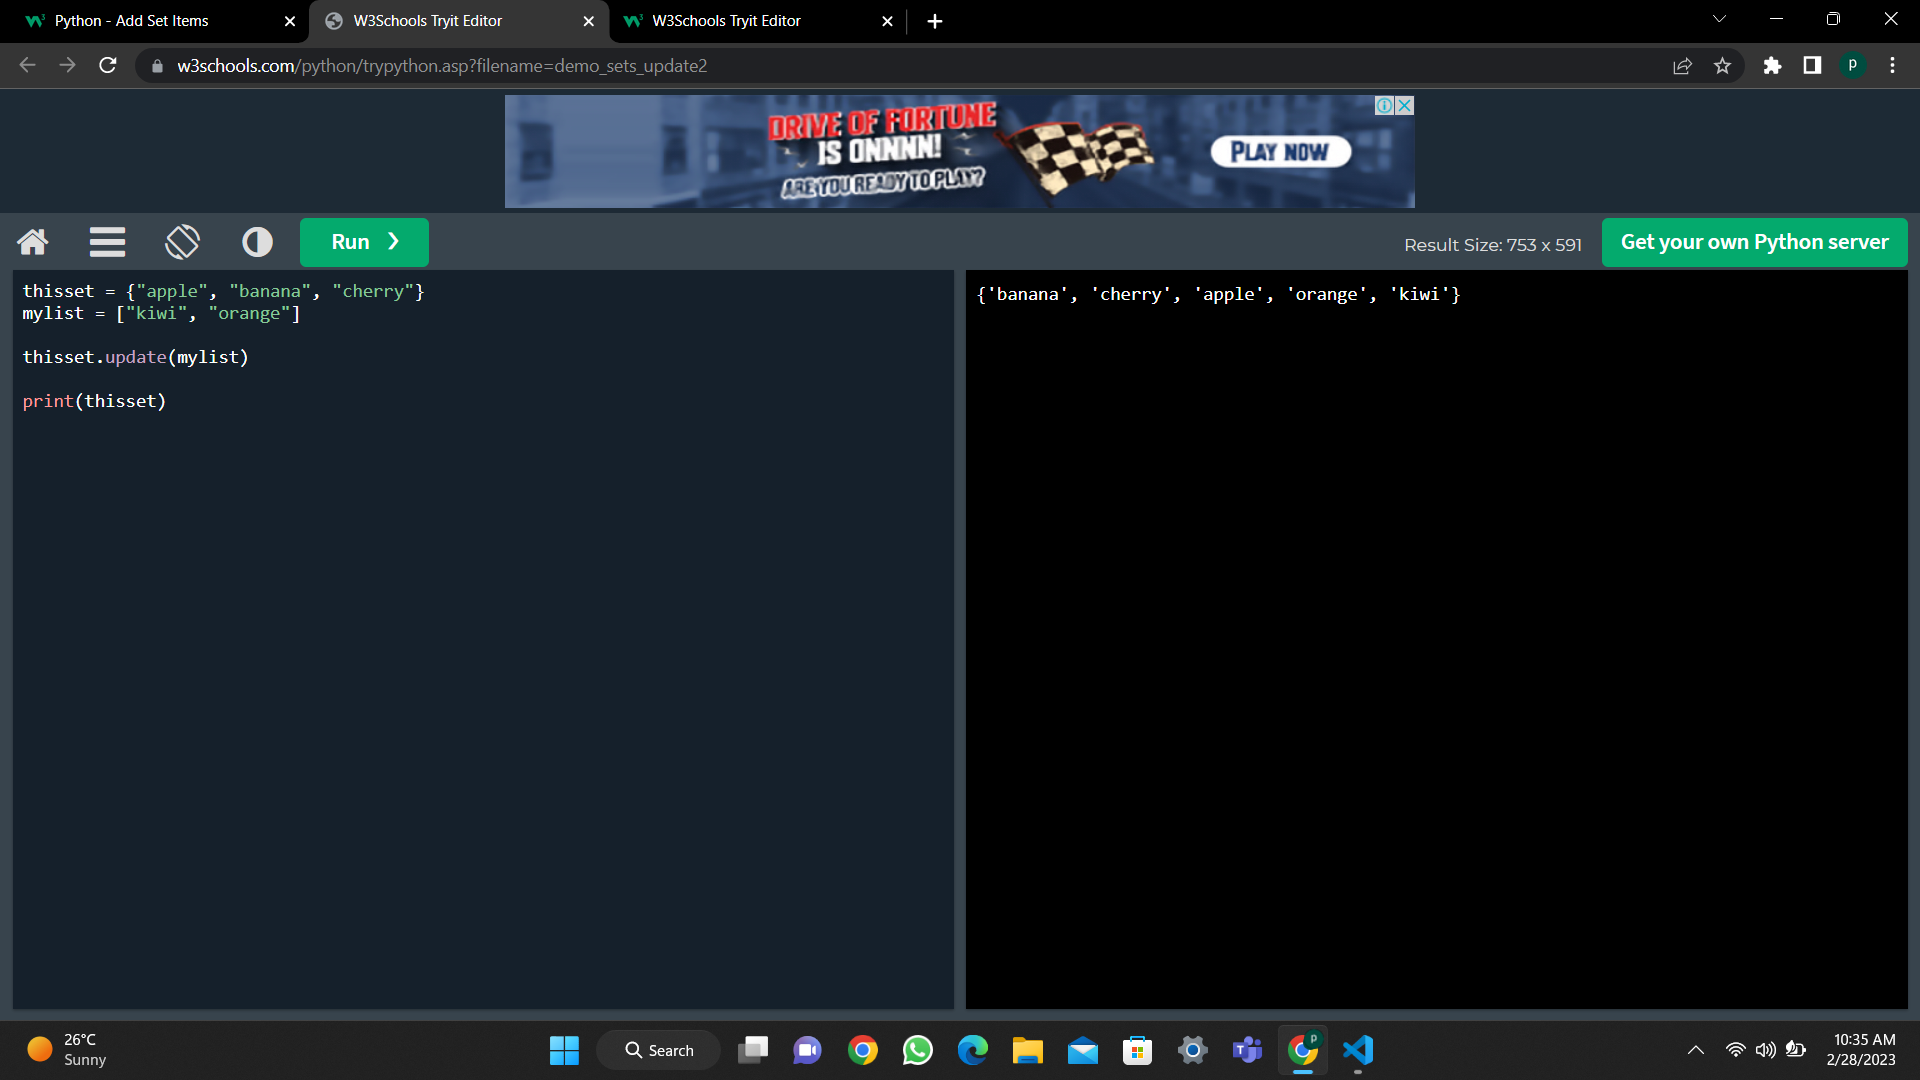 Python - Add Set Items
W3Schools Tryit Editor
W3Schools Tryit Editor
w3schools.com/python/trypython.asp?filename=demo_sets_update2
P
DRIVE OF FORTUNE
IS ONNNN!
ARE YOU READY TO PLAY?
PLAY NOW
Run ❯
Result Size: 753 x 591
Get your own Python server
thisset = {"apple", "banana", "cherry"}
mylist = ["kiwi", "orange"]
thisset.update(mylist)
print(thisset)
{'banana', 'cherry', 'apple', 'orange', 'kiwi'}
26°C
Sunny
Search
10:35 AM
2/28/2023